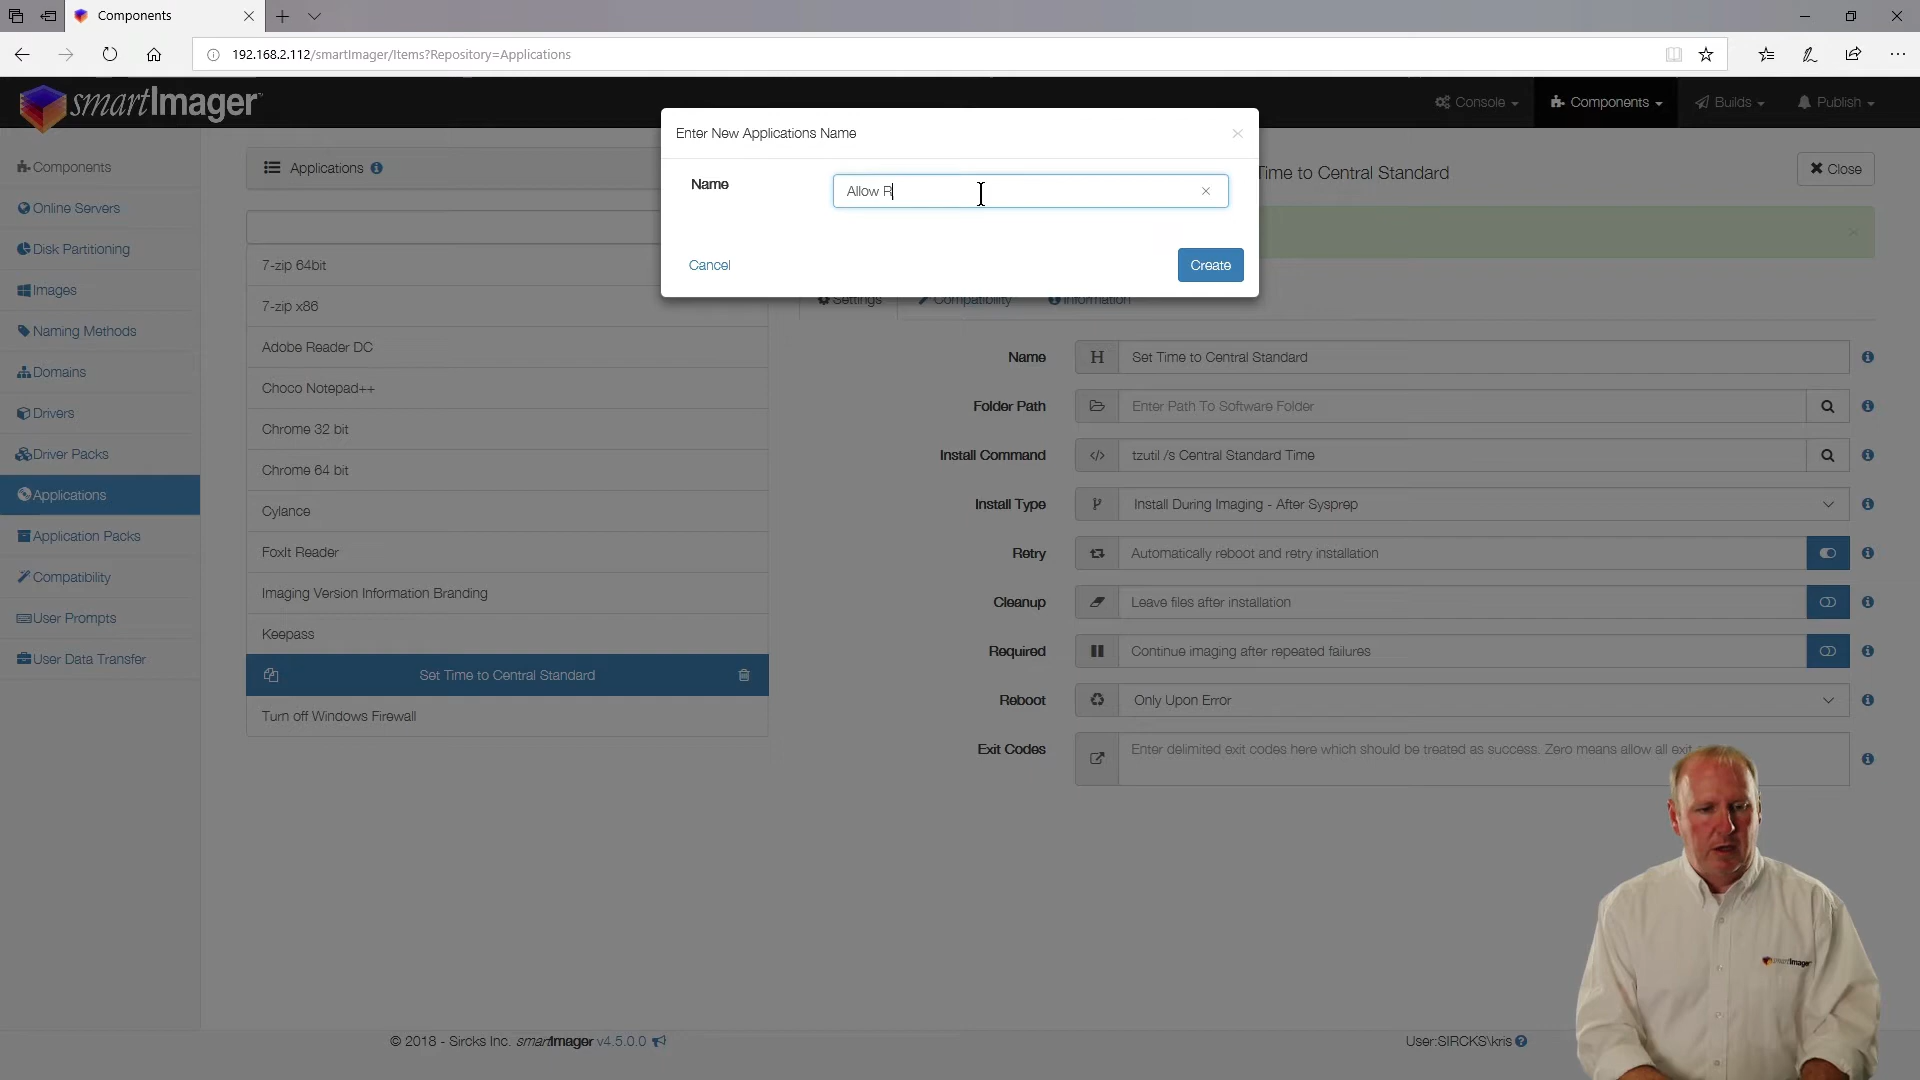 Components
192.168.2.112/smartImager/Items?Repository=Applications
smartImager™
Console
Components
Builds
Publish
Enter New Applications Name
Name
Allow R
Cancel
Create
Components
Online Servers
Disk Partitioning
Images
Naming Methods
Domains
Drivers
Driver Packs
Applications
Application Packs
Compatibility
User Prompts
User Data Transfer
Applications
7-zip 64bit
7-zip x86
Adobe Reader DC
Choco Notepad++
Chrome 32 bit
Chrome 64 bit
Cylance
FoxIt Reader
Imaging Version Information Branding
Keepass
Set Time to Central Standard
Turn off Windows Firewall
Time to Central Standard
Close
Settings
Compatibility
Information
Name
H
Set Time to Central Standard
Folder Path
Enter Path To Software Folder
Install Command
</>
tzutil /s Central Standard Time
Install Type
Install During Imaging - After Sysprep
Retry
Automatically reboot and retry installation
Cleanup
Leave files after installation
Required
Continue imaging after repeated failures
Reboot
Only Upon Error
Exit Codes
Enter delimited exit codes here which should be treated as success. Zero means allow all exit
smartImager
© 2018 - Sircks Inc. smartImager v4.5.0.0
User:SIRCKS\kris